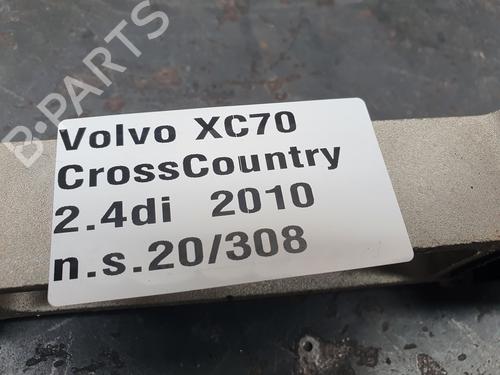 B-PARTS
Volvo XC70
CrossCountry
2.4di 2010
n.s.20/308